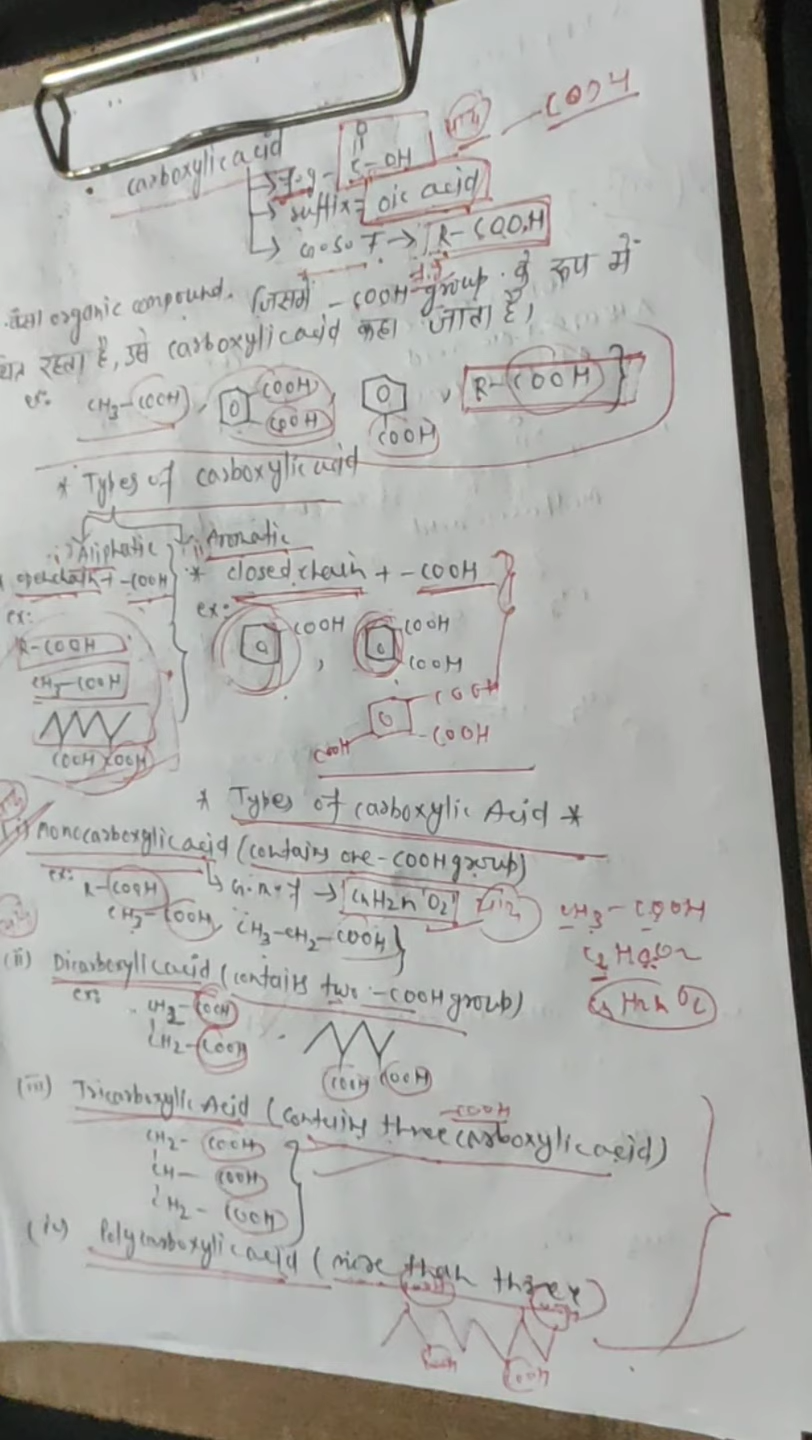 COOH
• carboxylic acid
→ f.g - O
C-OH
→ suffix = oic acid
→ G.S.F → R-COOH
organic compound. जिसमें -COOH group के रूप में
रहता है, उसे carboxylic acid कहा जाता है।
ex: CH3-COOH, COOH COOH, COOH, R-COOH
* Types of carboxylic acid
i) Aliphatic ii) Aromatic
openchain + -COOH * closed chain + -COOH
ex: ex:
R-COOH COOH, COOH COOH
CH3-COOH
COOH COOH COOH COOH COOH
* Types of carboxylic Acid *
(i) Monocarboxylic acid (contains one -COOH group)
ex: R-COOH → G.m.f → CnH2nO2 CH3-COOH
CH3-COOH, CH3-CH2-COOH
CnH2nO2
(ii) Dicarboxylic acid (contains two -COOH group)
ex: CH2-COOH
CH2-COOH COOH COOH
-COOH
(iii) Tricarboxylic Acid (contains three carboxylic acid)
CH2-COOH
CH-COOH
CH2-COOH
(iv) Polycarboxylic acid (more than three)
COOH
COOH